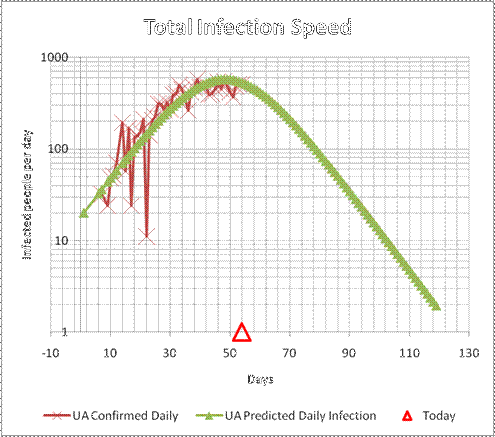 Total Infection Speed
1000
100
10
1
Infected people per day
-10 10 30 50 70 90 110 130
Days
UA Confirmed Daily UA Predicted Daily Infection Today